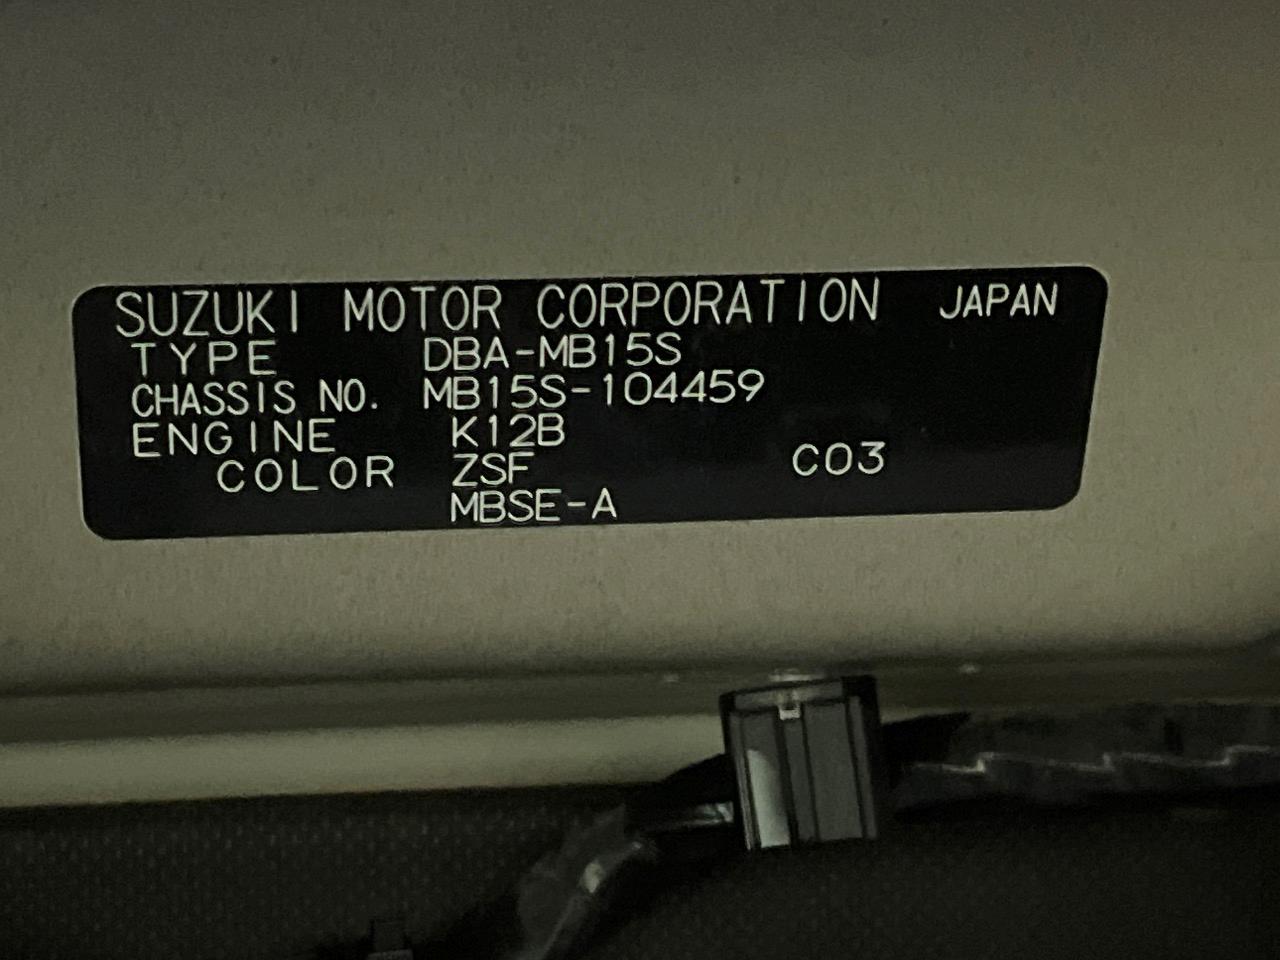 SUZUKI MOTOR CORPORATION JAPAN
TYPE DBA-MB15S
CHASSIS NO. MB15S-104459
ENGINE K12B
COLOR ZSF C03
MBSE-A